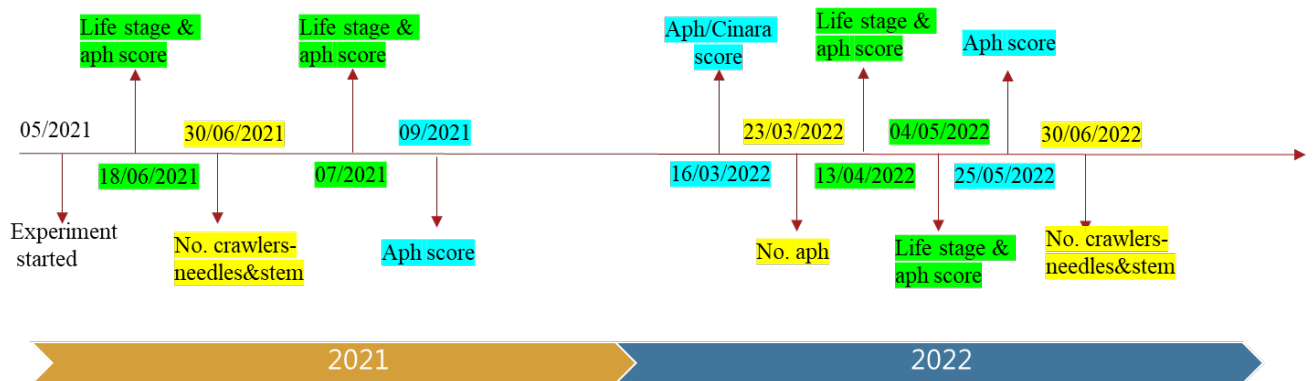 Life stage &
aph score
Life stage &
aph score
Aph/Cinara
score
Life stage &
aph score
Aph score
05/2021
30/06/2021
09/2021
23/03/2022
04/05/2022
30/06/2022
18/06/2021
07/2021
16/03/2022
13/04/2022
25/05/2022
Experiment
started
No. crawlers-
needles&stem
Aph score
No. aph
Life stage &
aph score
No. crawlers-
needles&stem
2021
2022